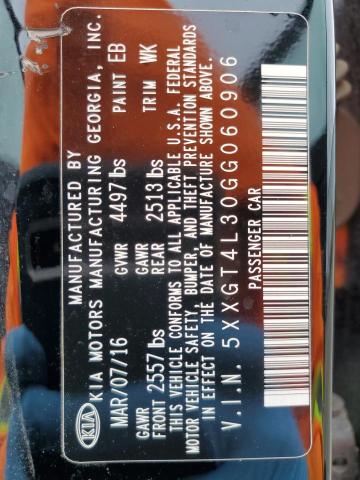 MANUFACTURED BY
KIA KIA MOTORS MANUFACTURING GEORGIA, INC.
MAR/07/16 GVWR 4497 lbs PAINT EB
GAWR FRONT 2557 lbs GAWR REAR 2513 lbs TRIM WK
THIS VEHICLE CONFORMS TO ALL APPLICABLE U.S.A. FEDERAL
MOTOR VEHICLE SAFETY, BUMPER, AND THEFT PREVENTION STANDARDS
IN EFFECT ON THE DATE OF MANUFACTURE SHOWN ABOVE.
V.I.N. 5XXGT4L30GG060906
PASSENGER CAR